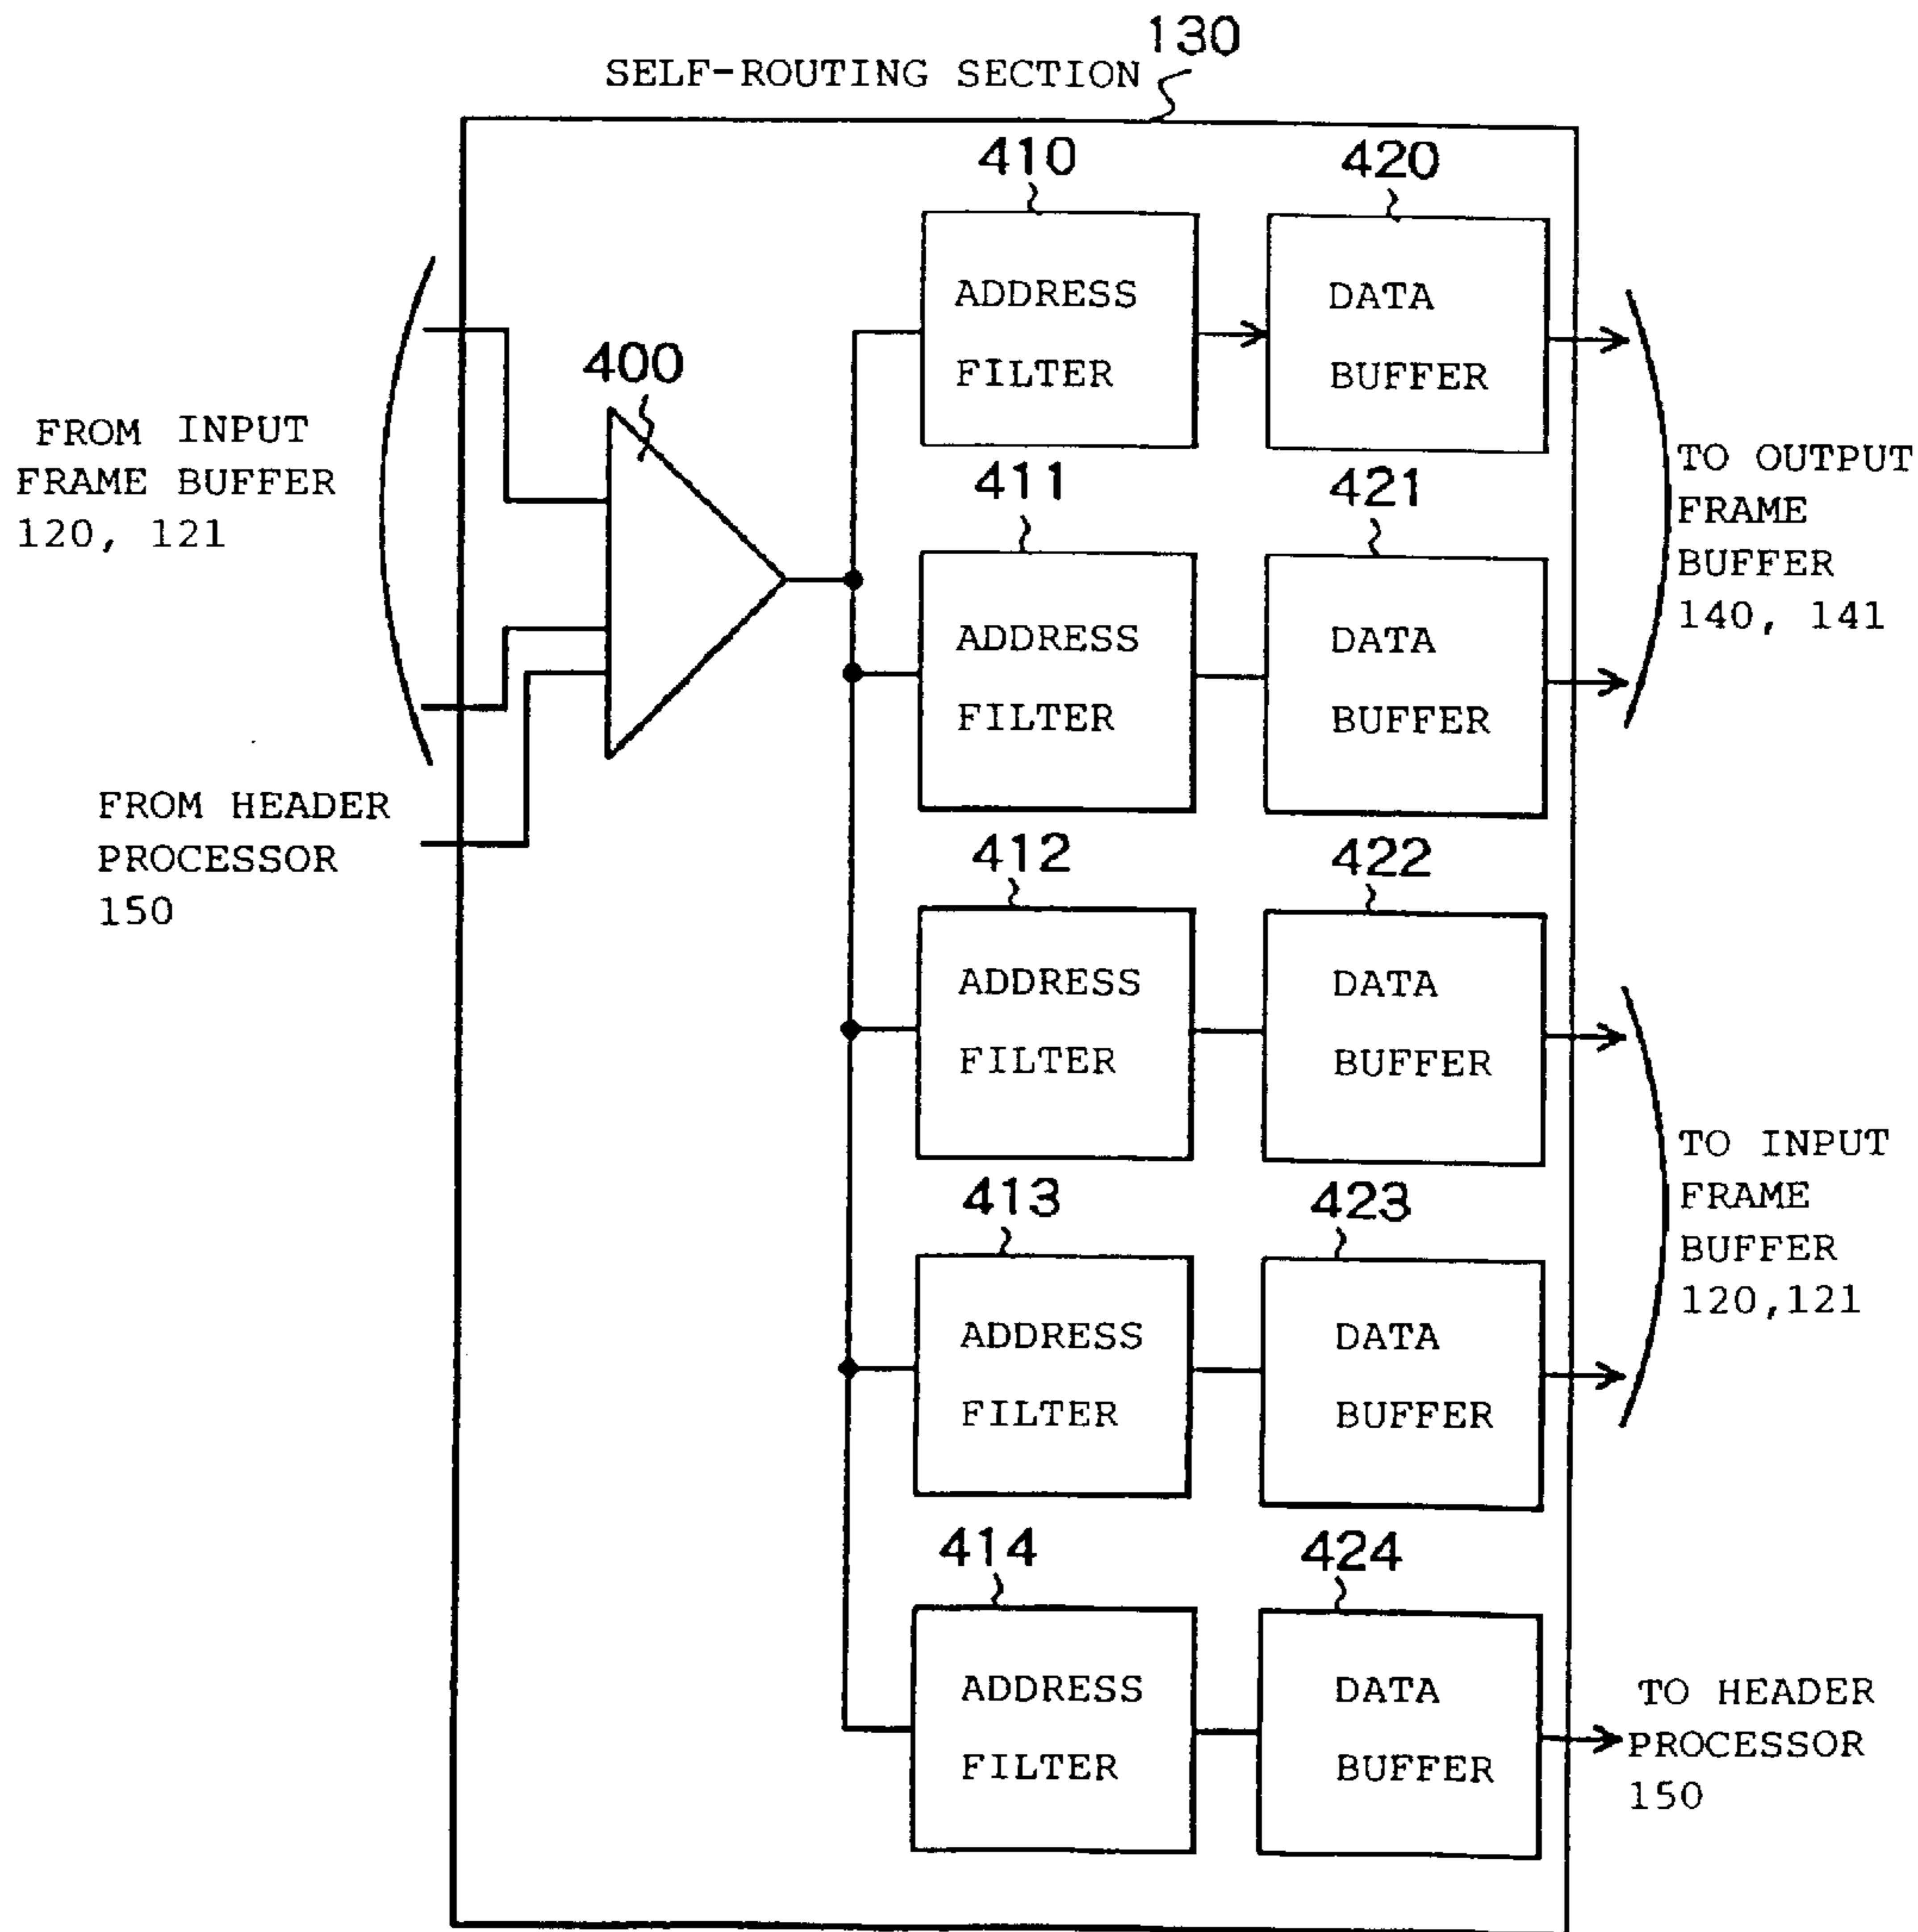 130
SELF-ROUTING SECTION
410
420
ADDRESS
FILTER
DATA
BUFFER
400
FROM INPUT
FRAME BUFFER
120, 121
TO OUTPUT
FRAME
BUFFER
140, 141
411
421
ADDRESS
FILTER
DATA
BUFFER
FROM HEADER
PROCESSOR
150
412
422
ADDRESS
FILTER
DATA
BUFFER
TO INPUT
FRAME
BUFFER
120,121
413
423
ADDRESS
FILTER
DATA
BUFFER
414
424
ADDRESS
FILTER
DATA
BUFFER
TO HEADER
PROCESSOR
150